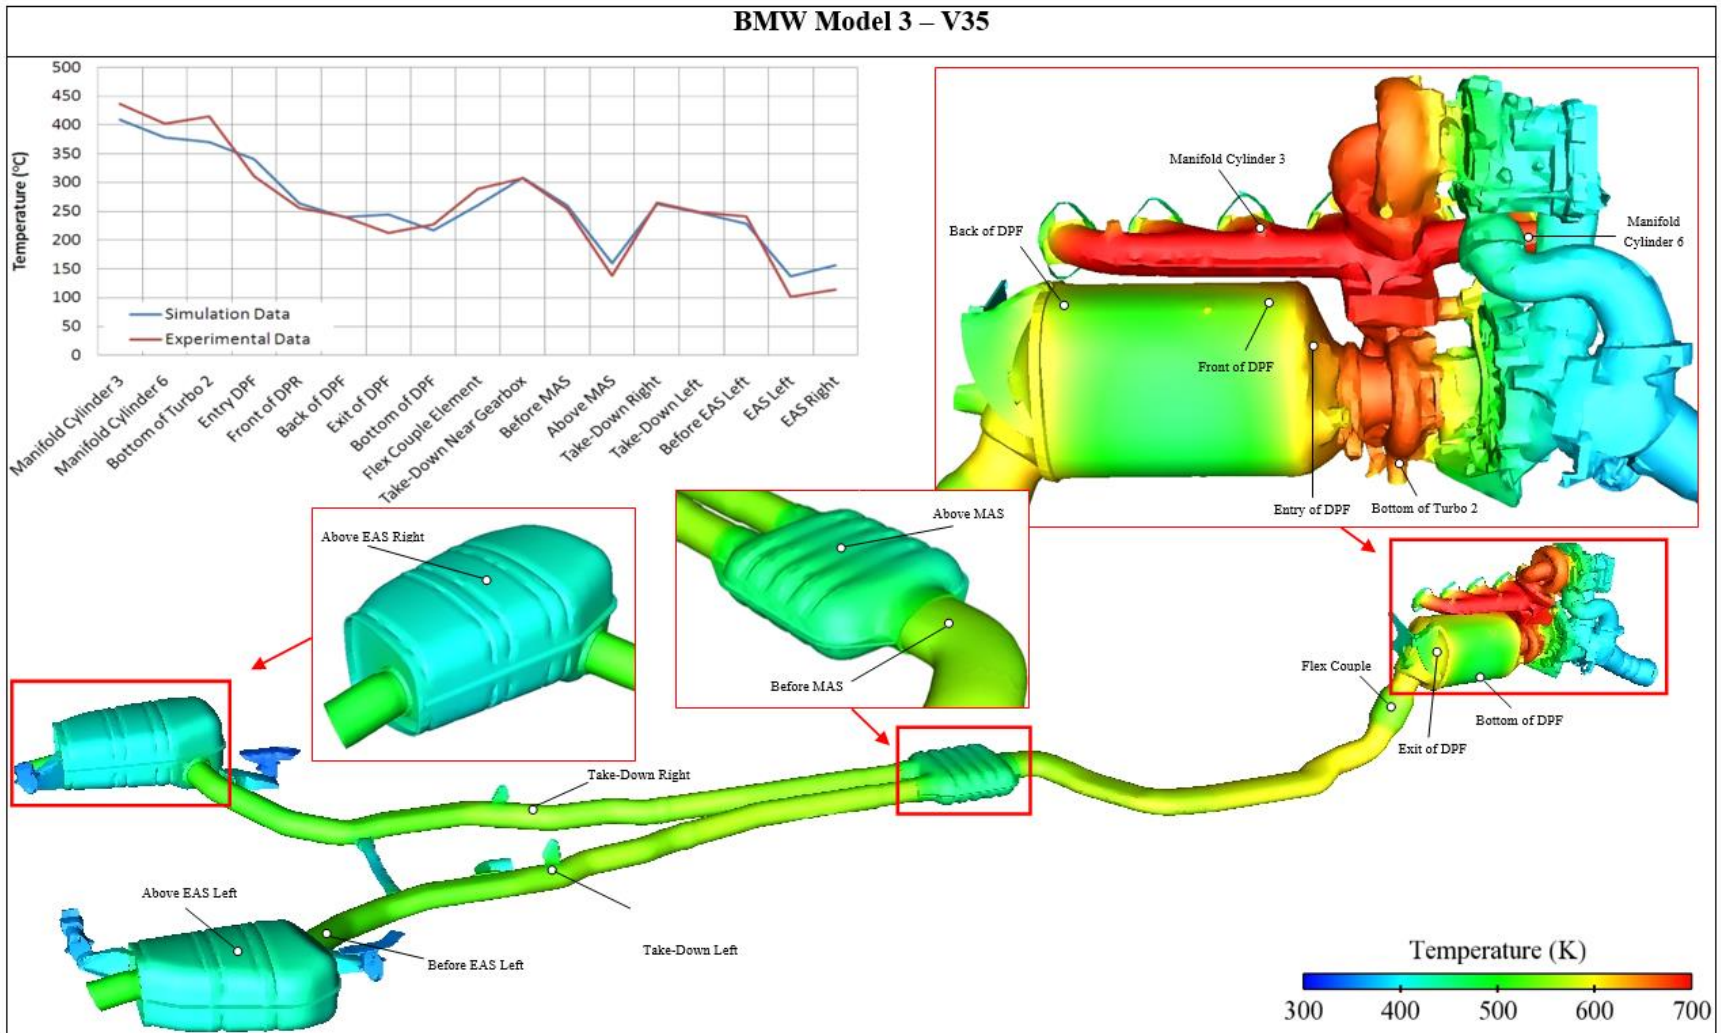 BMW Model 3 – V35
500
450
400
350
300
250
200
150
100
50
0
Temperature (°C)
Simulation Data
Experimental Data
Manifold Cylinder 3
Manifold Cylinder 6
Bottom of Turbo 2
Entry DPF
Front of DPR
Back of DPF
Exit of DPF
Bottom of DPF
Flex Couple Element
Take-Down Near Gearbox
Before MAS
Above MAS
Take-Down Right
Take-Down Left
Before EAS Left
EAS Left
EAS Right
Manifold Cylinder 3
Back of DPF
Manifold
Cylinder 6
Front of DPF
Entry of DPF
Bottom of Turbo 2
Above EAS Right
Above MAS
Before MAS
Flex Couple
Bottom of DPF
Exit of DPF
Take-Down Right
Above EAS Left
Before EAS Left
Take-Down Left
Temperature (K)
300
400
500
600
700